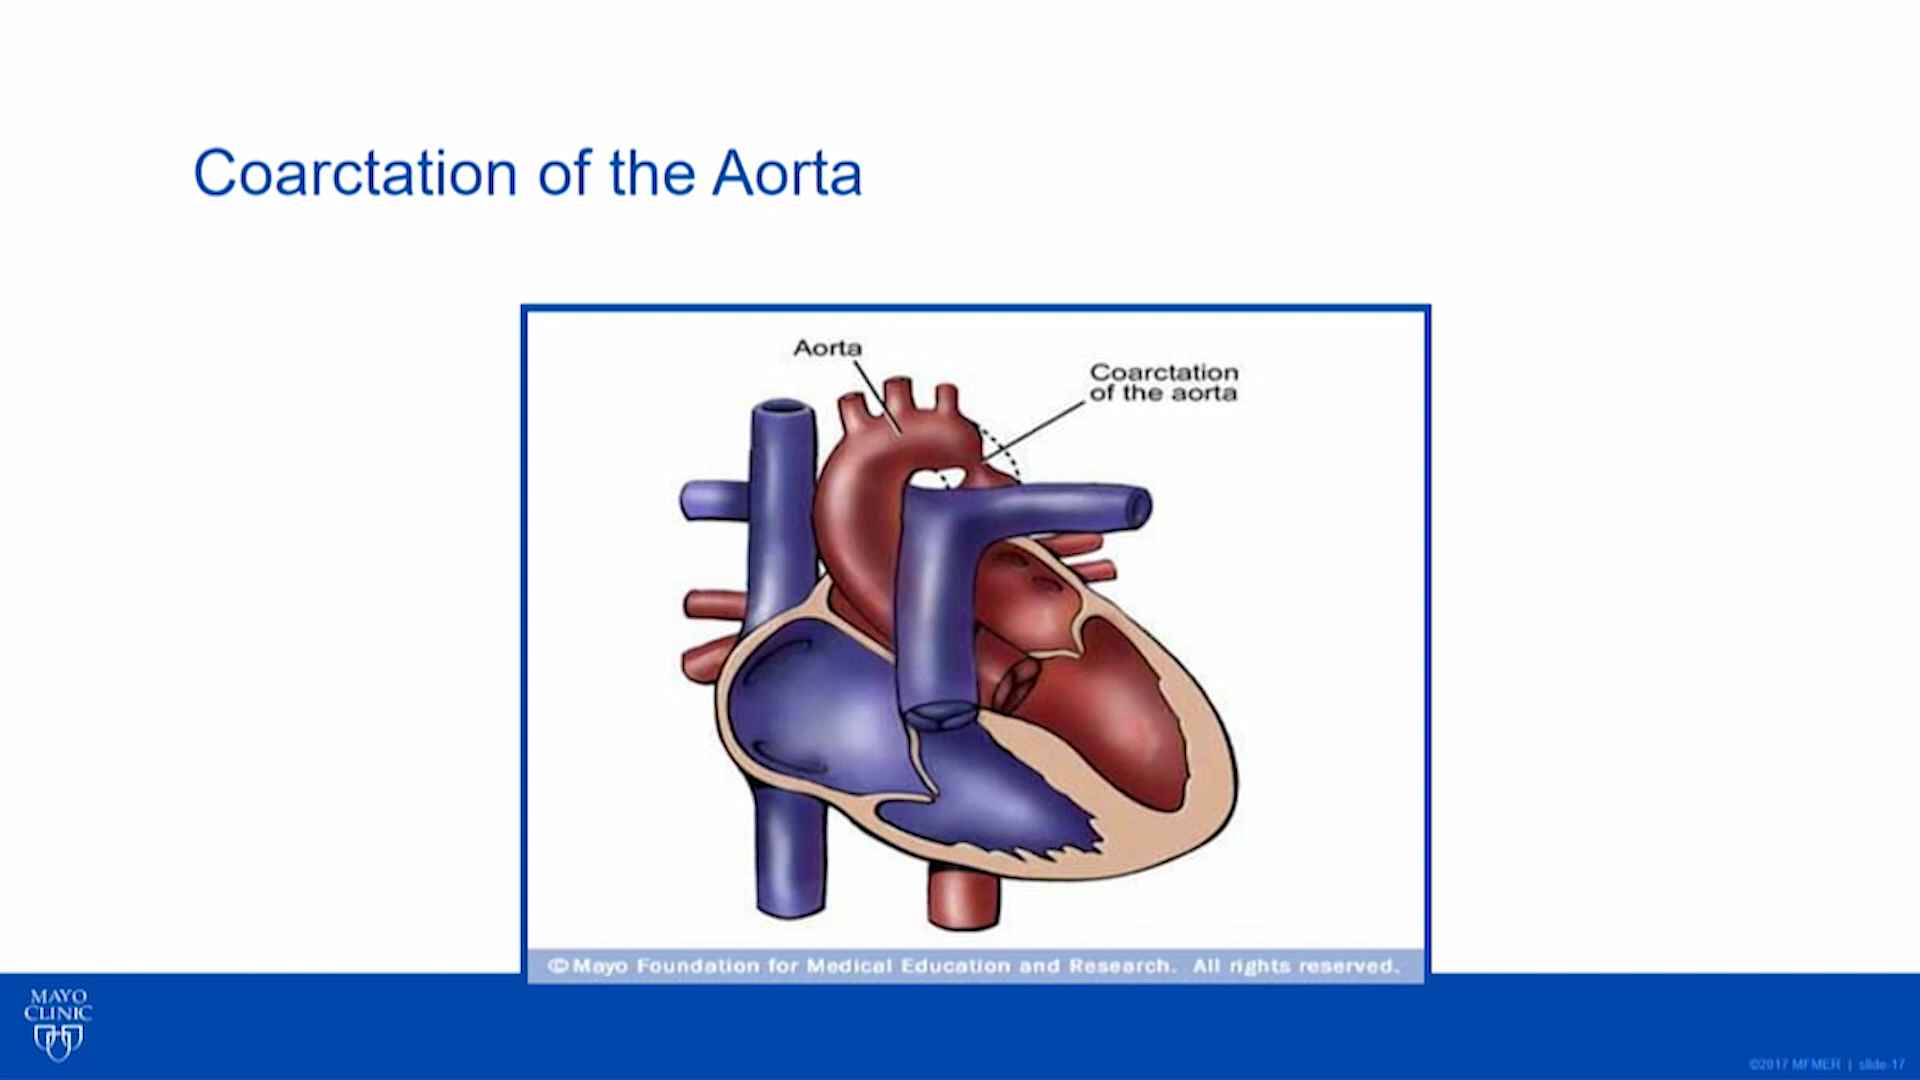 Coarctation of the Aorta
Aorta
Coarctation
of the aorta
©Mayo Foundation for Medical Education and Research. All rights reserved.
MAYO
CLINIC
©2017 MFMER | slide-17